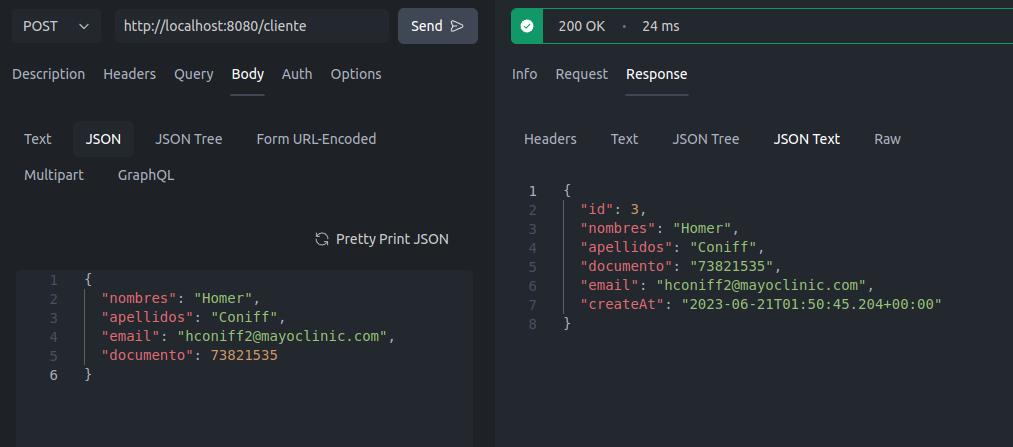 POST
http://localhost:8080/cliente
Send
Description Headers Query Body Auth Options
Text JSON JSON Tree Form URL-Encoded
Multipart GraphQL
Pretty Print JSON
1 {
2 "nombres": "Homer",
3 "apellidos": "Coniff",
4 "email": "hconiff2@mayoclinic.com",
5 "documento": 73821535
6 }
200 OK • 24 ms
Info Request Response
Headers Text JSON Tree JSON Text Raw
1 {
2 "id": 3,
3 "nombres": "Homer",
4 "apellidos": "Coniff",
5 "documento": "73821535",
6 "email": "hconiff2@mayoclinic.com",
7 "createAt": "2023-06-21T01:50:45.204+00:00"
8 }